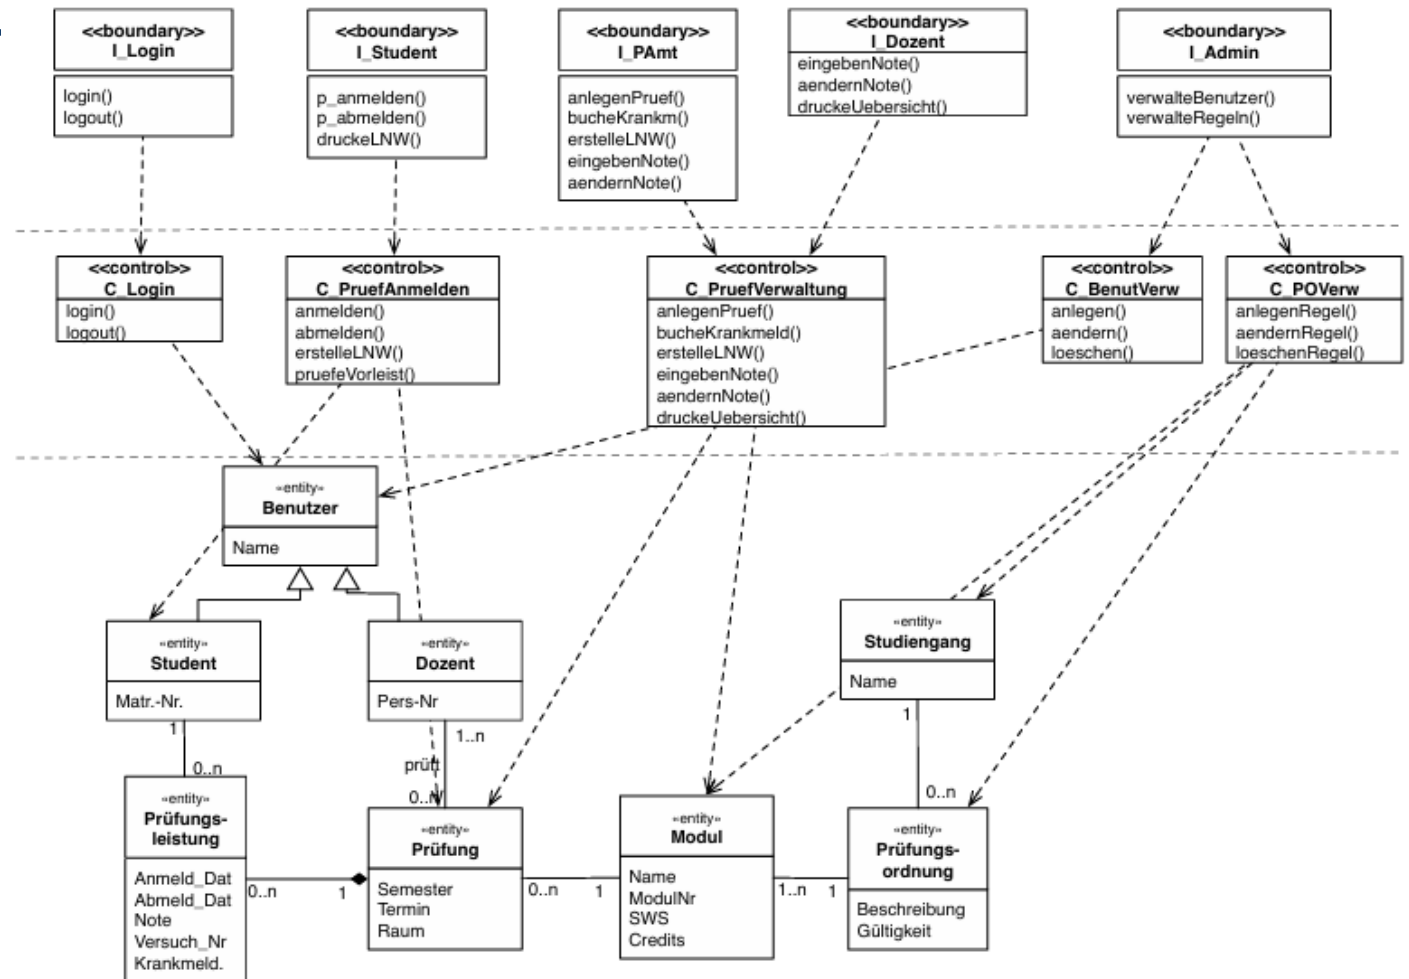 <<boundary>>
I_Login
login()
logout()
<<boundary>>
I_Student
p_anmelden()
p_abmelden()
druckeLNW()
<<boundary>>
I_PAmt
anlegenPruef()
bucheKrankm()
erstelleLNW()
eingebenNote()
aendernNote()
<<boundary>>
I_Dozent
eingebenNote()
aendernNote()
druckeUebersicht()
<<boundary>>
I_Admin
verwalteBenutzer()
verwalteRegeln()
<<control>>
C_Login
login()
logout()
<<control>>
C_PruefAnmelden
anmelden()
abmelden()
erstelleLNW()
pruefeVorleist()
<<control>>
C_PruefVerwaltung
anlegenPruef()
bucheKrankmeld()
erstelleLNW()
eingebenNote()
aendernNote()
druckeUebersicht()
<<control>>
C_BenutVerw
anlegen()
aendern()
loeschen()
<<control>>
C_POVerw
anlegenRegel()
aendernRegel()
loeschenRegel()
«entity»
Benutzer
Name
«entity»
Student
Matr.-Nr.
«entity»
Dozent
Pers-Nr
«entity»
Studiengang
Name
1
0..n
1..n
prüft
0..n
1
0..n
«entity»
Prüfungs-
leistung
Anmeld_Dat
Abmeld_Dat
Note
Versuch_Nr
Krankmeld.
0..n
1
«entity»
Prüfung
Semester
Termin
Raum
0..n
1
«entity»
Modul
Name
ModulNr
SWS
Credits
1..n
1
«entity»
Prüfungs-
ordnung
Beschreibung
Gültigkeit